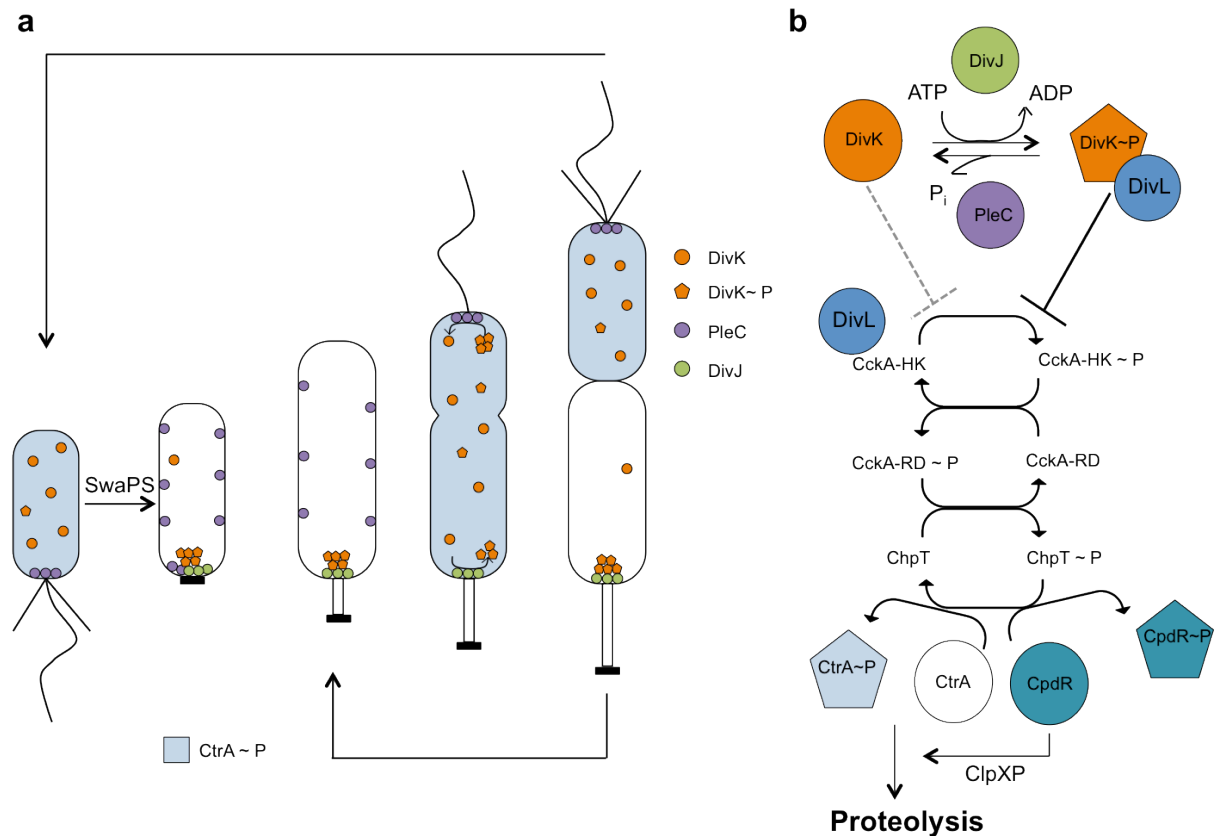 a
SwaPS
DivK
DivK~ P
PleC
DivJ
CtrA ~ P
b
DivJ
ATP
ADP
DivK
DivK~P
DivL
Pi
PleC
DivL
CckA-HK
CckA-HK ~ P
CckA-RD ~ P
CckA-RD
ChpT
ChpT ~ P
CtrA~P
CtrA
CpdR
CpdR~P
ClpXP
Proteolysis